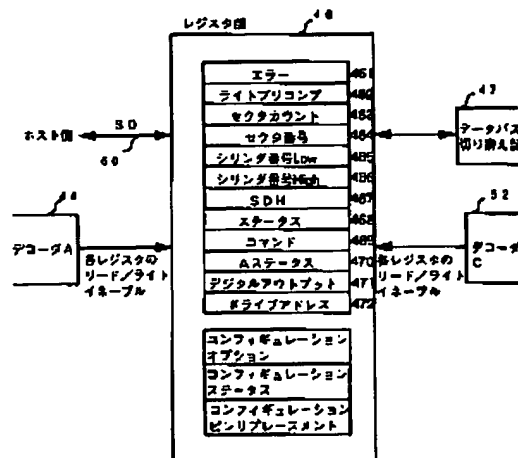 レジスタ部
46
エラー 461
ライトプリコンプ 462
セクタカウント 463
セクタ番号 464
シリンダ番号Low 465
シリンダ番号High 466
SDH 467
ステータス 468
コマンド 469
Aステータス 470
デジタルアウトプット 471
ドライブアドレス 472
コンフィギュレーション
オプション
コンフィギュレーション
ステータス
コンフィギュレーション
ピンリプレースメント
ホスト側
SD
60
44
デコーダA
各レジスタの
リード/ライト
イネーブル
47
データバス
切り換え
52
デコーダ
C
各レジスタの
リード/ライト
イネーブル